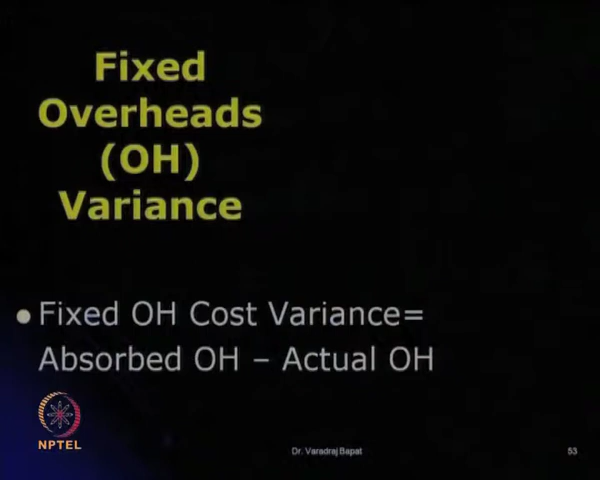 Fixed
Overheads
(OH)
Variance
• Fixed OH Cost Variance=
Absorbed OH – Actual OH
NPTEL
Dr. Varadraj Bapat
53